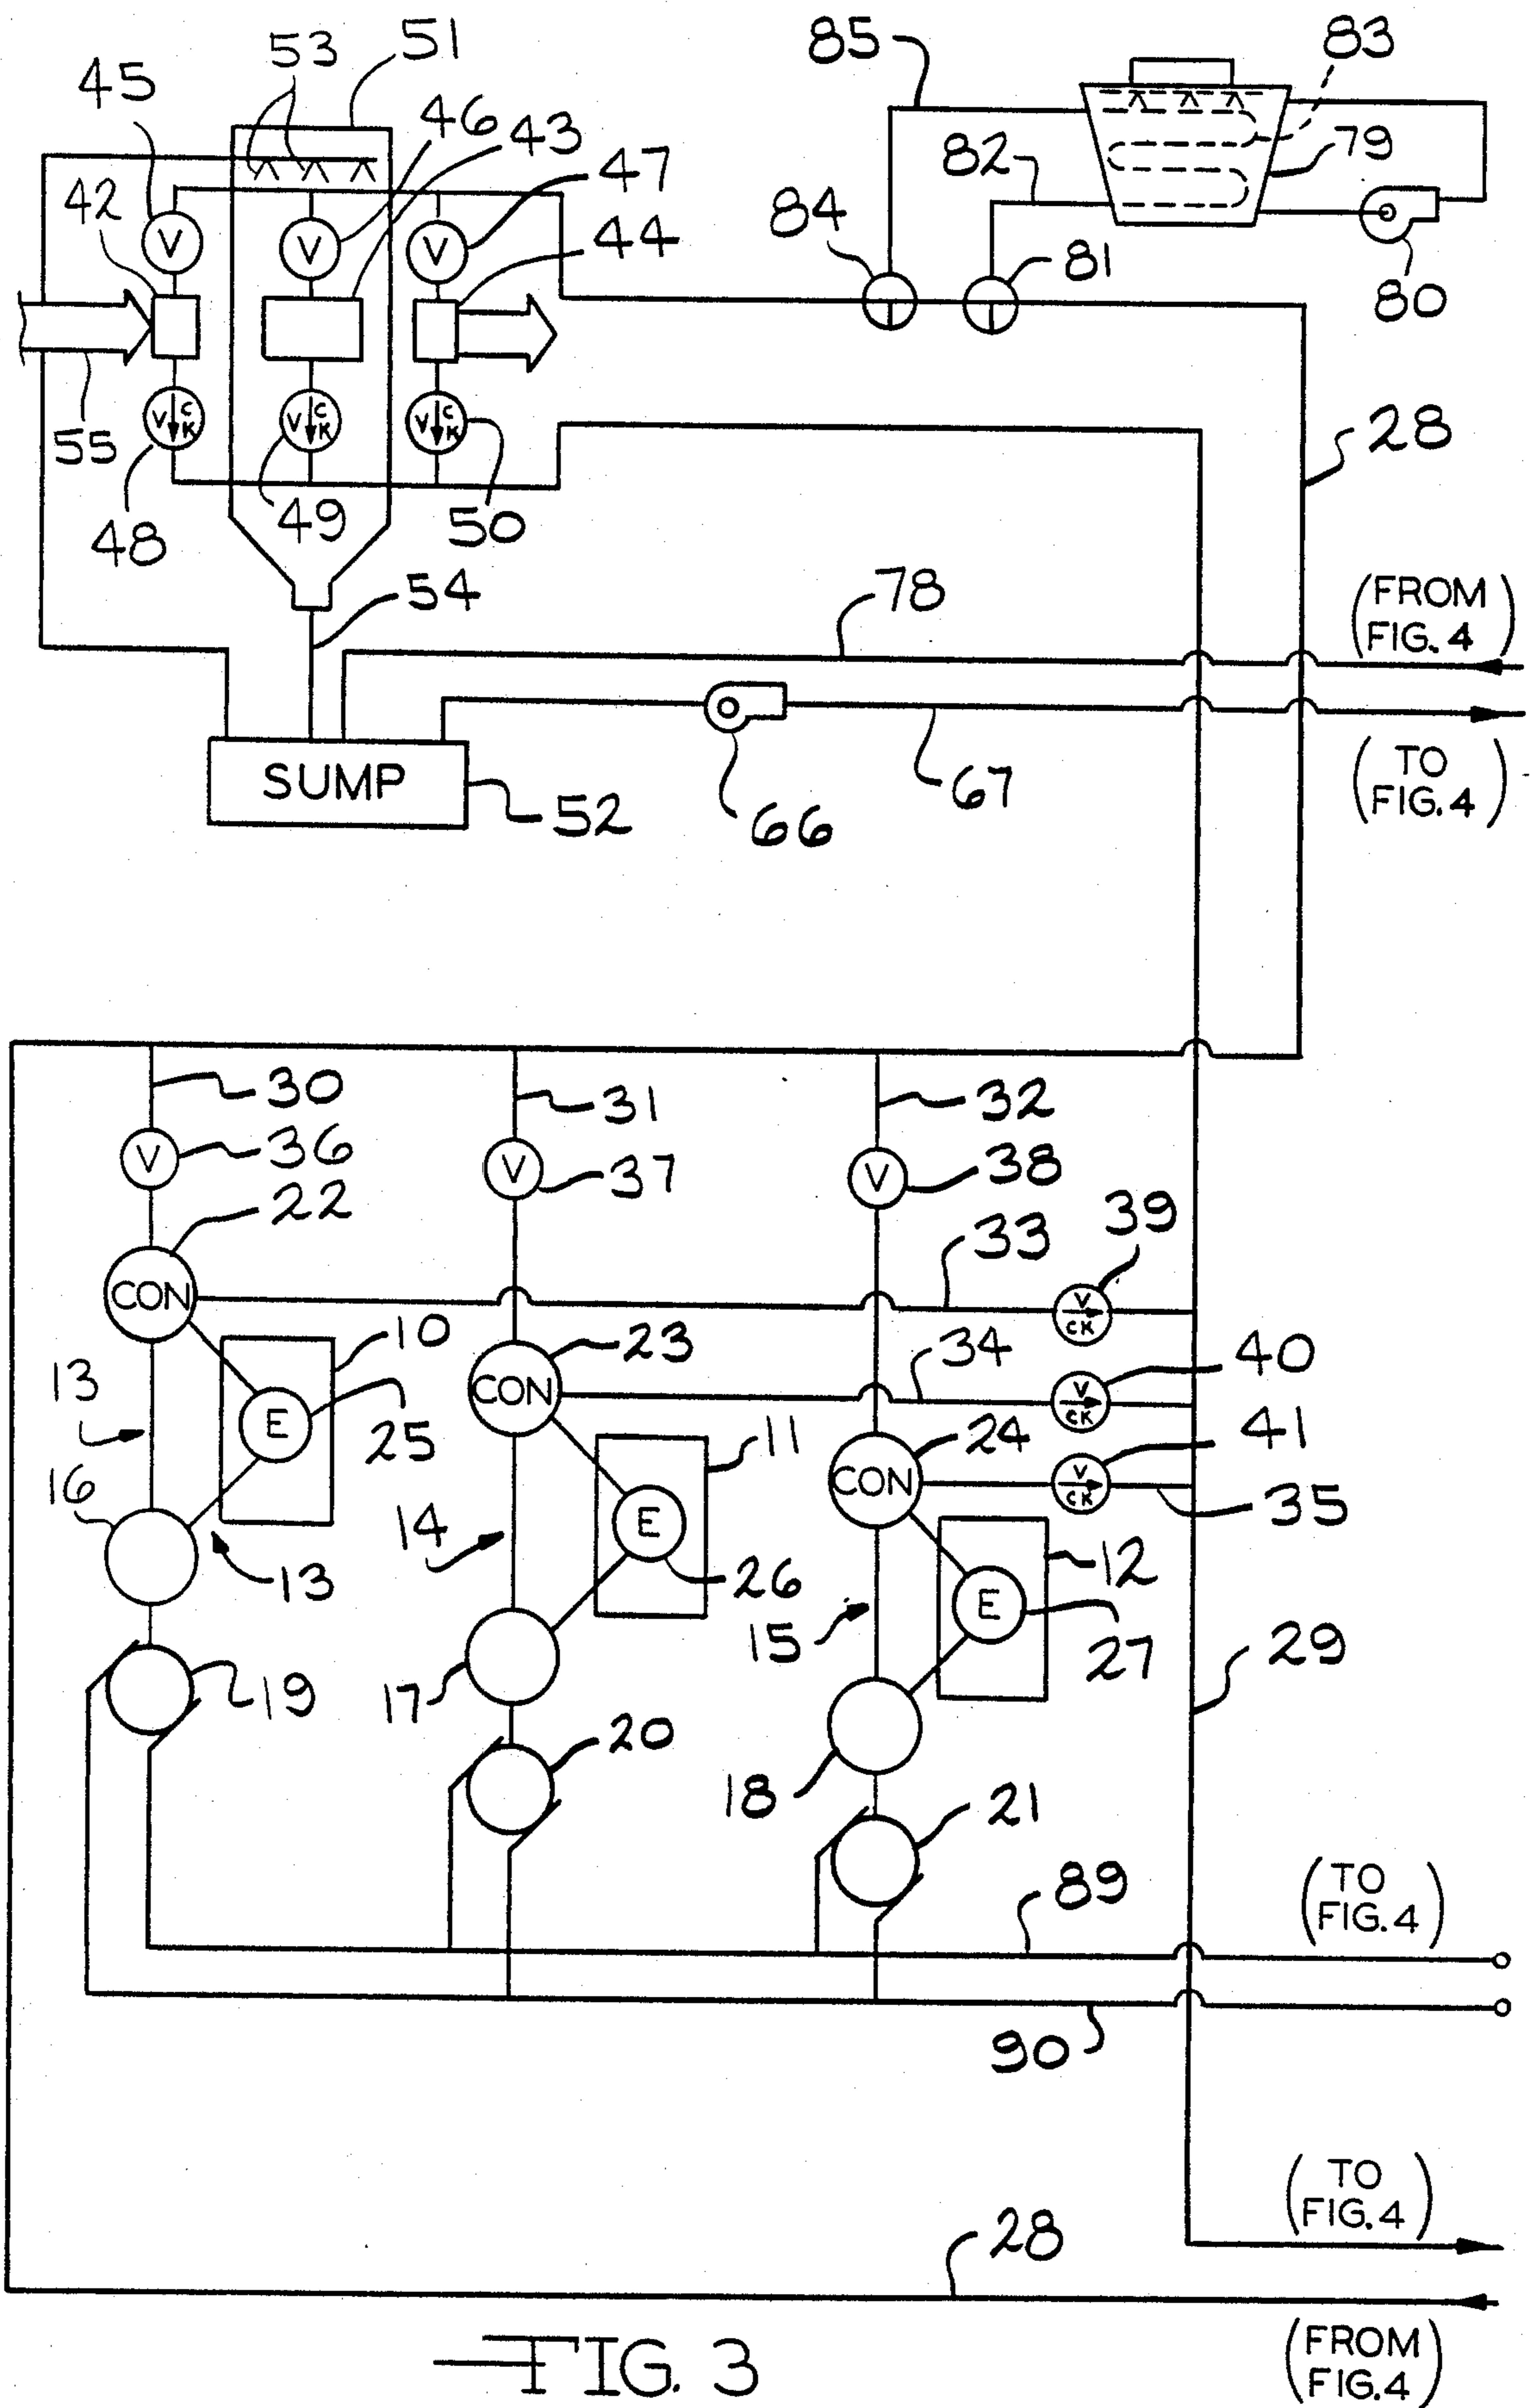 53
51
85
83
45
46
43
47
42
82
79
84
44
81
80
V
V
V
V CK
V CK
V CK
55
28
48
49
50
54
78
(FROM FIG. 4)
SUMP
52
66
67
(TO FIG. 4)
30
31
32
36
V
37
V
38
V
22
33
39
CON
V CK
10
23
34
40
13
CON
V CK
E
25
24
41
11
CON
V CK
35
16
14
E
12
13
26
15
E
27
29
19
17
20
18
21
89
(TO FIG. 4)
90
(TO FIG. 4)
28
(FROM FIG. 4)
FIG. 3